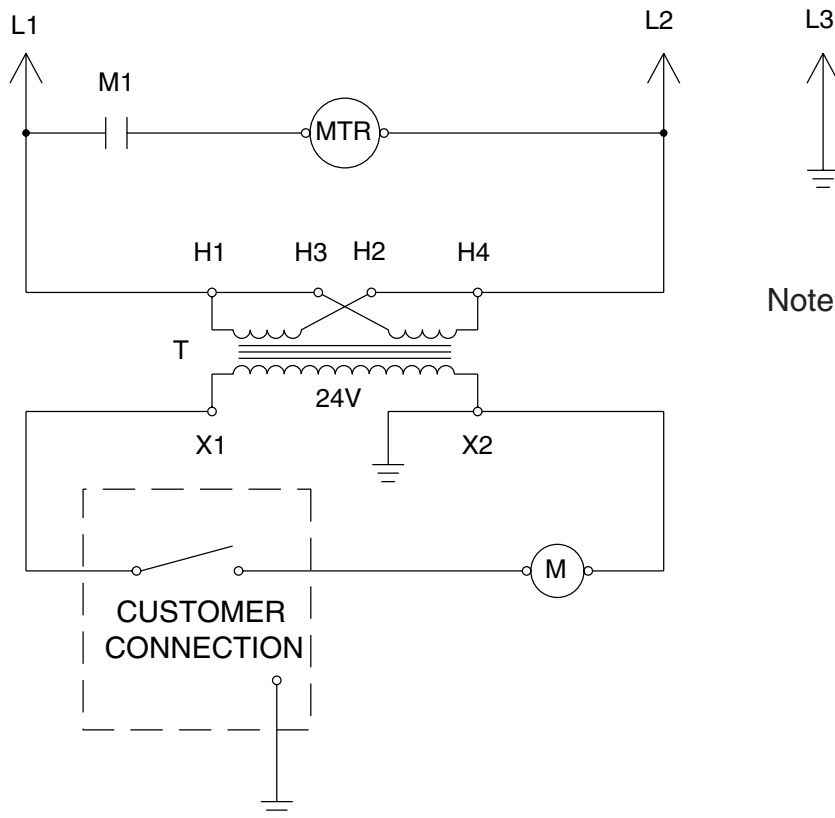 L1
L2
L3
M1
MTR
H1
H3
H2
H4
Note
T
24V
X1
X2
M
CUSTOMER
CONNECTION